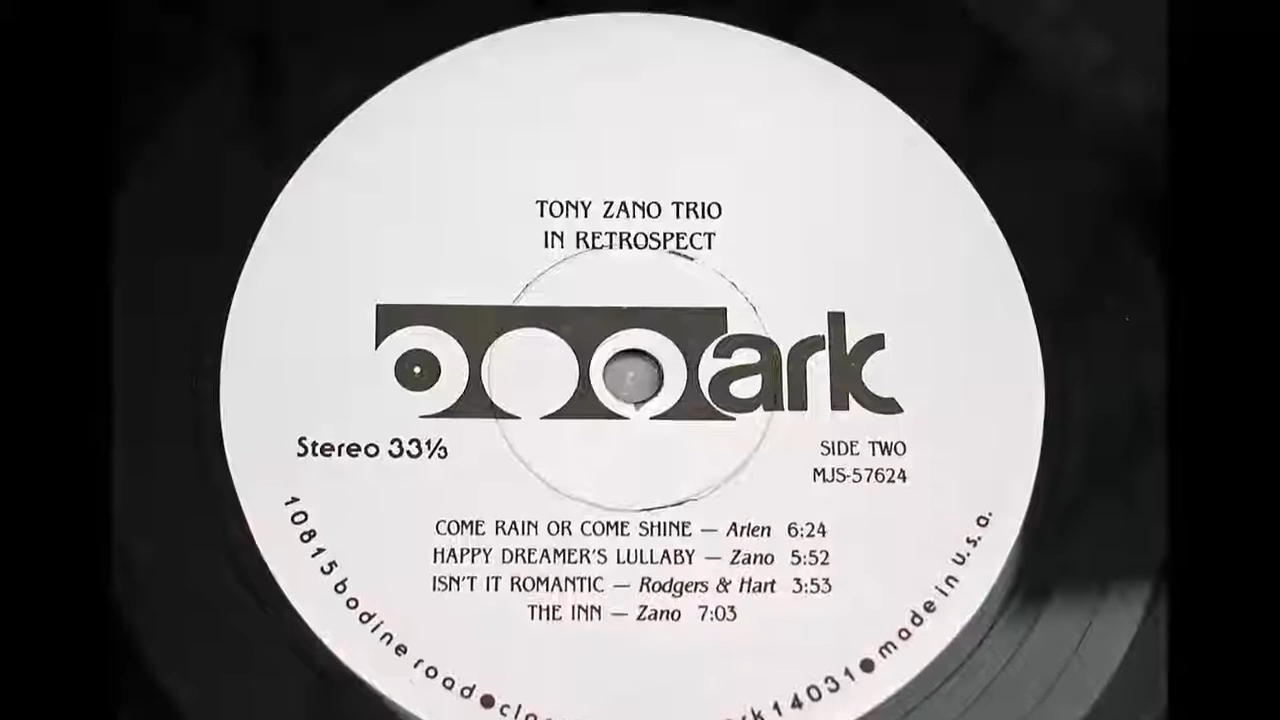 TONY ZANO TRIO
IN RETROSPECT
mark
Stereo 33⅓
SIDE TWO
MJS-57624
COME RAIN OR COME SHINE — Arlen 6:24
HAPPY DREAMER'S LULLABY — Zano 5:52
ISN'T IT ROMANTIC — Rodgers & Hart 3:53
THE INN — Zano 7:03
10815 bodine road●
14031●made in u.s.a.